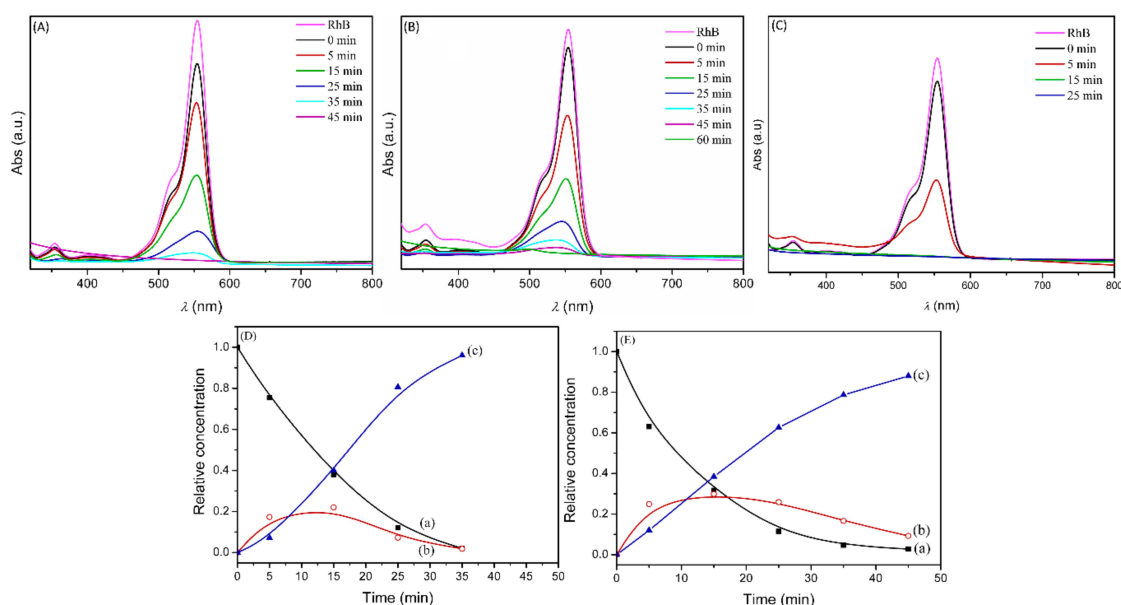 (A)
RhB
0 min
5 min
15 min
25 min
35 min
45 min
Abs (a.u.)
400 500 600 700 800
λ (nm)
(B)
RhB
0 min
5 min
15 min
25 min
35 min
45 min
60 min
Abs (a.u.)
400 500 600 700 800
λ (nm)
(C)
RhB
0 min
5 min
15 min
25 min
Abs (a.u)
400 500 600 700 800
λ (nm)
(D)
Relative concentration
1.0
0.8
0.6
0.4
0.2
0.0
(c)
(a)
(b)
0 5 10 15 20 25 30 35 40 45 50
Time (min)
(E)
Relative concentration
1.0
0.8
0.6
0.4
0.2
0.0
(c)
(b)
(a)
0 5 10 15 20 25 30 35 40 45 50
Time (min)